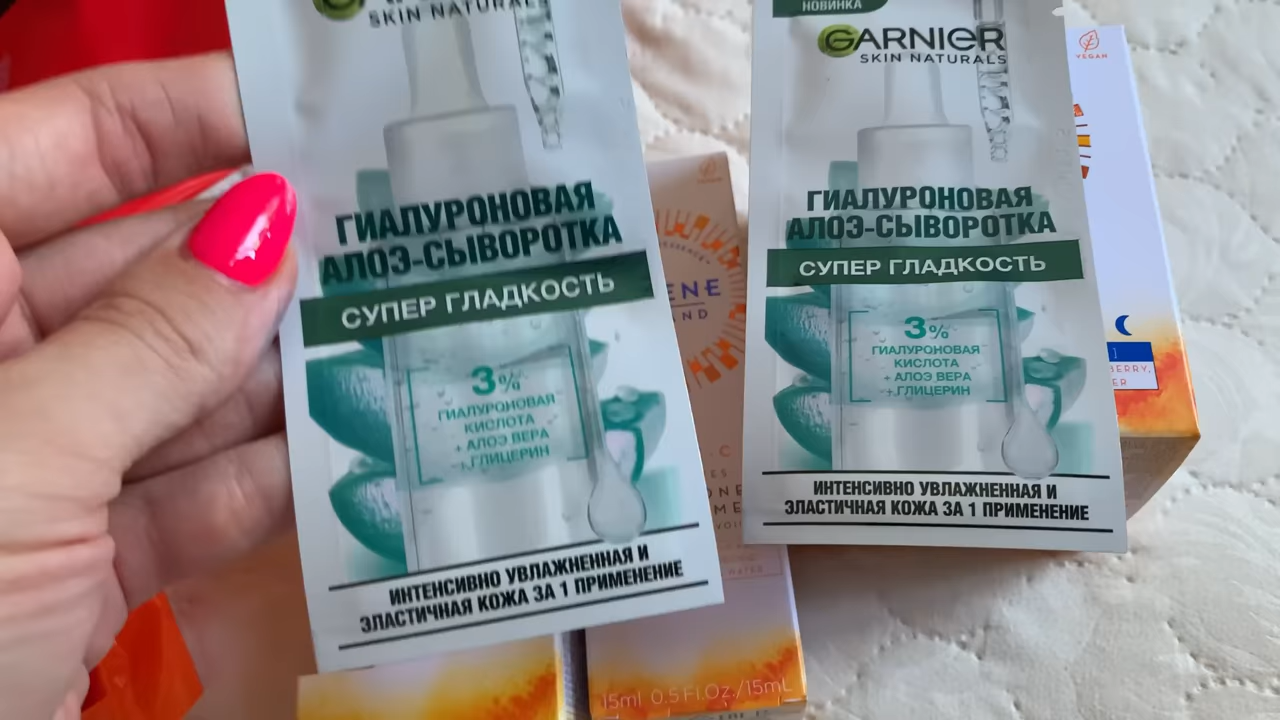 SKIN NATURALS
ГИАЛУРОНОВАЯ
АЛОЭ-СЫВОРОТКА
СУПЕР ГЛАДКОСТЬ
3%
ГИАЛУРОНОВАЯ
КИСЛОТА
+ АЛОЭ ВЕРА
+ ГЛИЦЕРИН
ИНТЕНСИВНО УВЛАЖНЕННАЯ И
ЭЛАСТИЧНАЯ КОЖА ЗА 1 ПРИМЕНЕНИЕ
НОВИНКА
GARNIER
SKIN NATURALS
ГИАЛУРОНОВАЯ
АЛОЭ-СЫВОРОТКА
СУПЕР ГЛАДКОСТЬ
3%
ГИАЛУРОНОВАЯ
КИСЛОТА
+ АЛОЭ ВЕРА
+ ГЛИЦЕРИН
ИНТЕНСИВНО УВЛАЖНЕННАЯ И
ЭЛАСТИЧНАЯ КОЖА ЗА 1 ПРИМЕНЕНИЕ
VEGAN
15ml 0.5 Fl.Oz./15mL